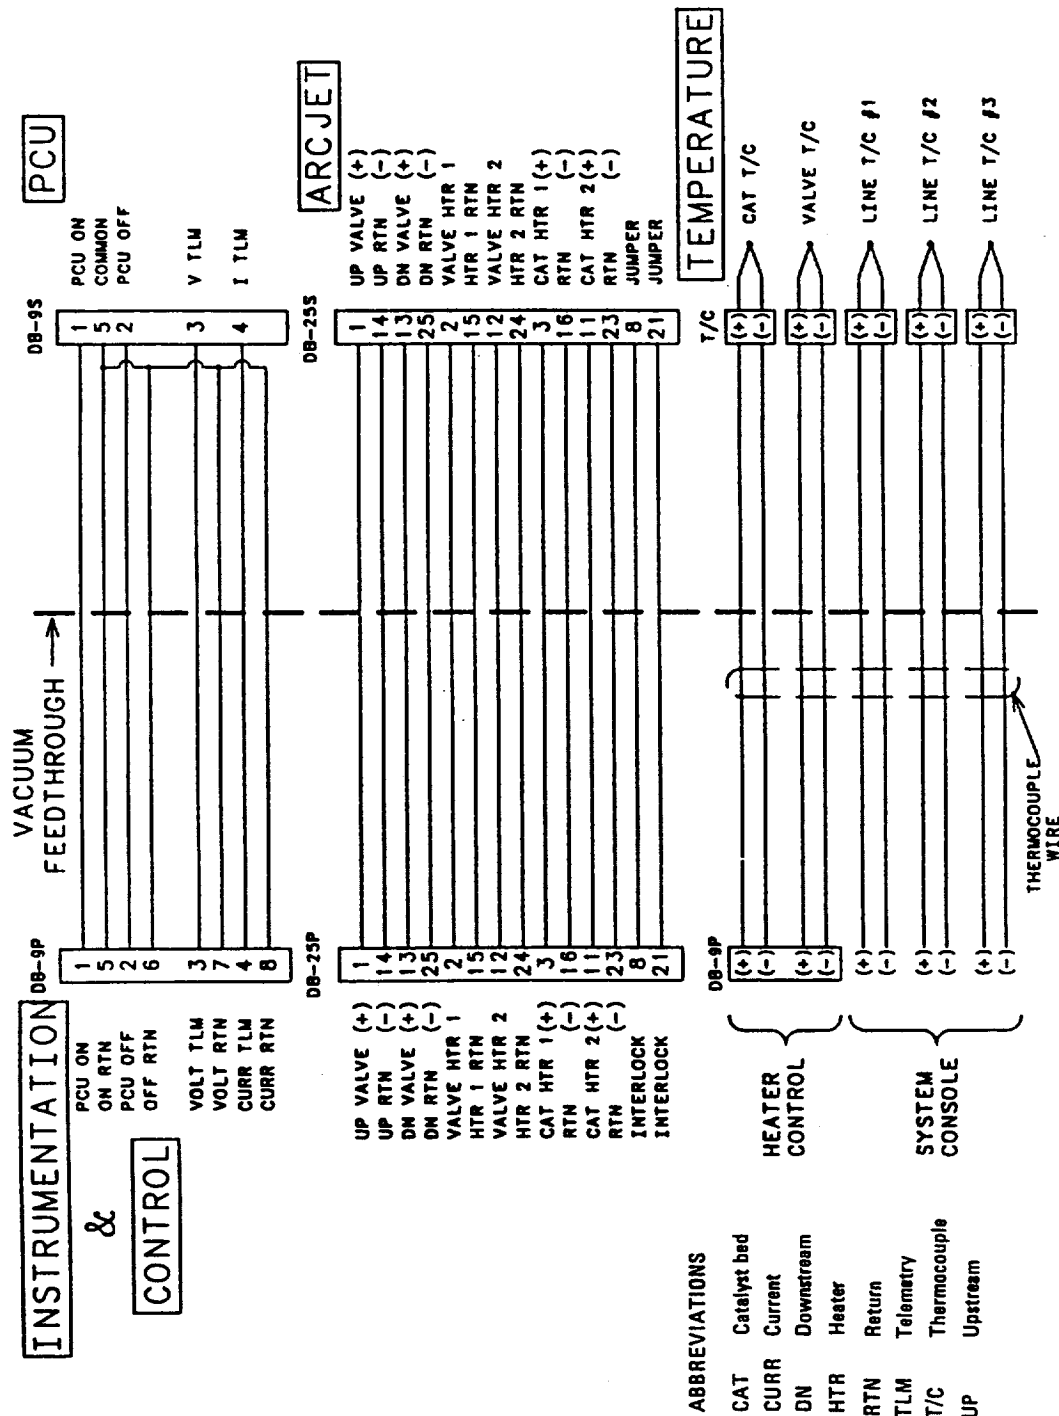 INSTRUMENTATION
&
CONTROL
VACUUM
FEEDTHROUGH
PCU
DB-9P
DB-9S
PCU ON 1 1 PCU ON
ON RTN 5 5 COMMON
PCU OFF 2 2 PCU OFF
OFF RTN 6
VOLT TLM 3 3 V TLM
VOLT RTN 7
CURR TLM 4 4 I TLM
CURR RTN 8
ARCJET
DB-25P
DB-25S
UP VALVE (+) 1 1 UP VALVE (+)
UP RTN (-) 14 14 UP RTN (-)
DN VALVE (+) 13 13 DN VALVE (+)
DN RTN (-) 25 25 DN RTN (-)
VALVE HTR 1 2 2 VALVE HTR 1
HTR 1 RTN 15 15 HTR 1 RTN
VALVE HTR 2 12 12 VALVE HTR 2
HTR 2 RTN 24 24 HTR 2 RTN
CAT HTR 1 (+) 3 3 CAT HTR 1 (+)
RTN (-) 16 16 RTN (-)
CAT HTR 2 (+) 11 11 CAT HTR 2 (+)
RTN (-) 23 23 RTN (-)
INTERLOCK 8 8 JUMPER
INTERLOCK 21 21 JUMPER
TEMPERATURE
DB-9P
T/C
HEATER
CONTROL
(+) (+) CAT T/C
(-) (-)
(+) (+) VALVE T/C
(-) (-)
SYSTEM
CONSOLE
(+) (+) LINE T/C #1
(-) (-)
(+) (+) LINE T/C #2
(-) (-)
(+) (+) LINE T/C #3
(-) (-)
THERMOCOUPLE
WIRE
ABBREVIATIONS
CAT Catalyst bed
CURR Current
DN Downstream
HTR Heater
RTN Return
TLM Telemetry
T/C Thermocouple
UP Upstream